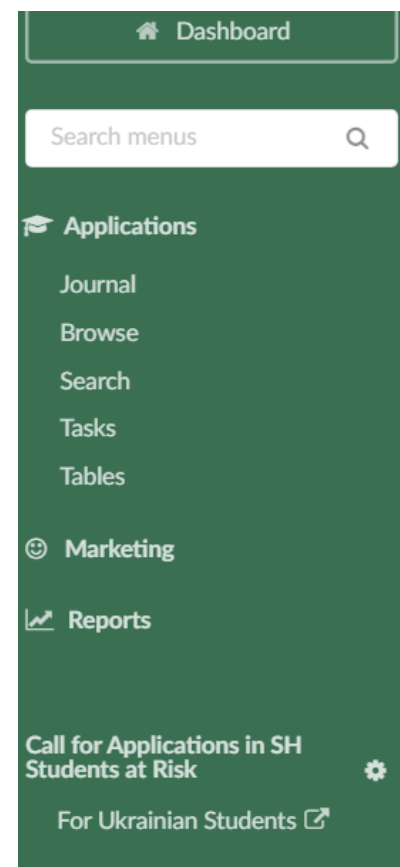 Dashboard
Search menus
Applications
Journal
Browse
Search
Tasks
Tables
Marketing
Reports
Call for Applications in SH
Students at Risk
For Ukrainian Students